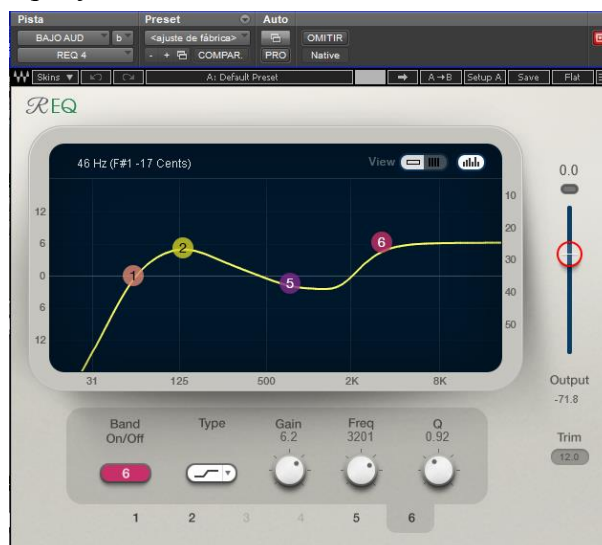 Pista Preset Auto
BAJO AUD b <ajuste de fábrica> OMITIR
REQ 4 - + COMPAR. PRO Native
Skins A: Default Preset A→B Setup A Save Flat
REQ
46 Hz (F#1 -17 Cents) View
0.0
10
12 20
6 30
0
40
6
50
12
1 2 5 6
31 125 500 2K 8K
Output
-71.8
Trim
12.0
Band On/Off Type Gain Freq Q
6.2 3201 0.92
6
1 2 3 4 5 6